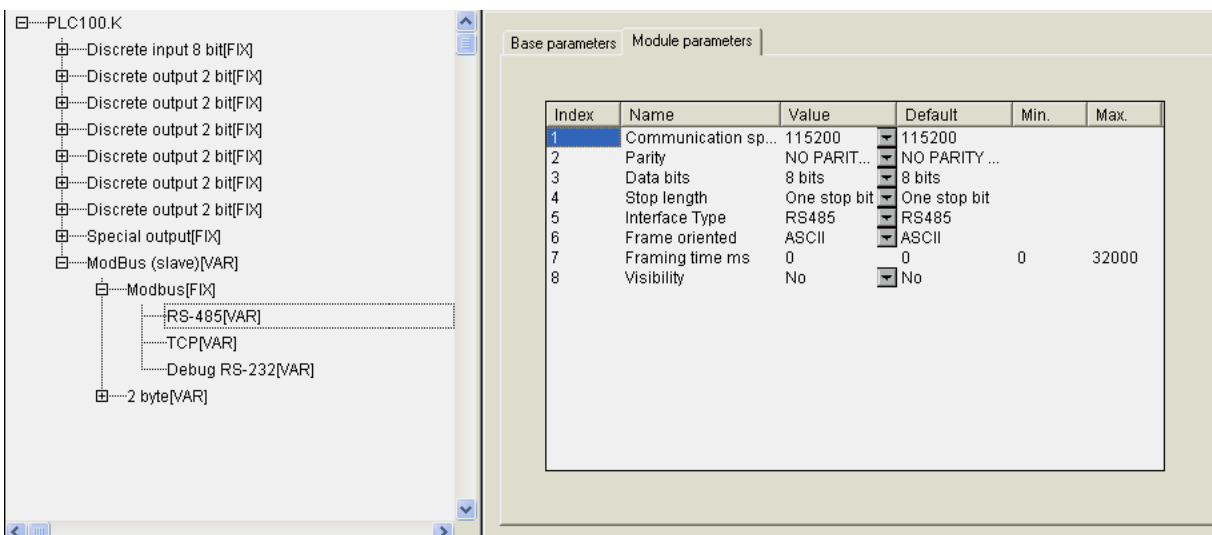 PLC100.K
Discrete input 8 bit[FIX]
Discrete output 2 bit[FIX]
Discrete output 2 bit[FIX]
Discrete output 2 bit[FIX]
Discrete output 2 bit[FIX]
Discrete output 2 bit[FIX]
Discrete output 2 bit[FIX]
Special output[FIX]
ModBus (slave)[VAR]
Modbus[FIX]
RS-485[VAR]
TCP[VAR]
Debug RS-232[VAR]
2 byte[VAR]
Base parameters Module parameters
Index Name Value Default Min. Max.
1 Communication sp... 115200 115200
2 Parity NO PARIT... NO PARITY ...
3 Data bits 8 bits 8 bits
4 Stop length One stop bit One stop bit
5 Interface Type RS485 RS485
6 Frame oriented ASCII ASCII
7 Framing time ms 0 0 0 32000
8 Visibility No No